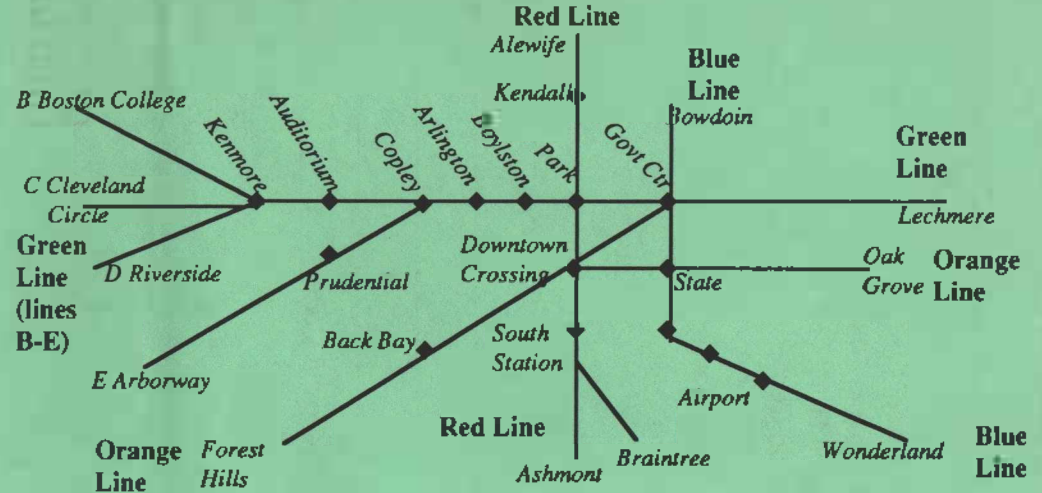 Red Line
Alewife
Kendall
Blue
Line
Bowdoin
B Boston College
Kenmore
Auditorium
Copley
Arlington
Boylston
Park
Govt Ctr
Green
Line
Lechmere
C Cleveland
Circle
Green
Line
(lines
B-E)
D Riverside
Prudential
Downtown
Crossing
State
Oak
Grove
Orange
Line
Back Bay
South
Station
E Arborway
Airport
Red Line
Orange
Line
Forest
Hills
Ashmont
Braintree
Wonderland
Blue
Line